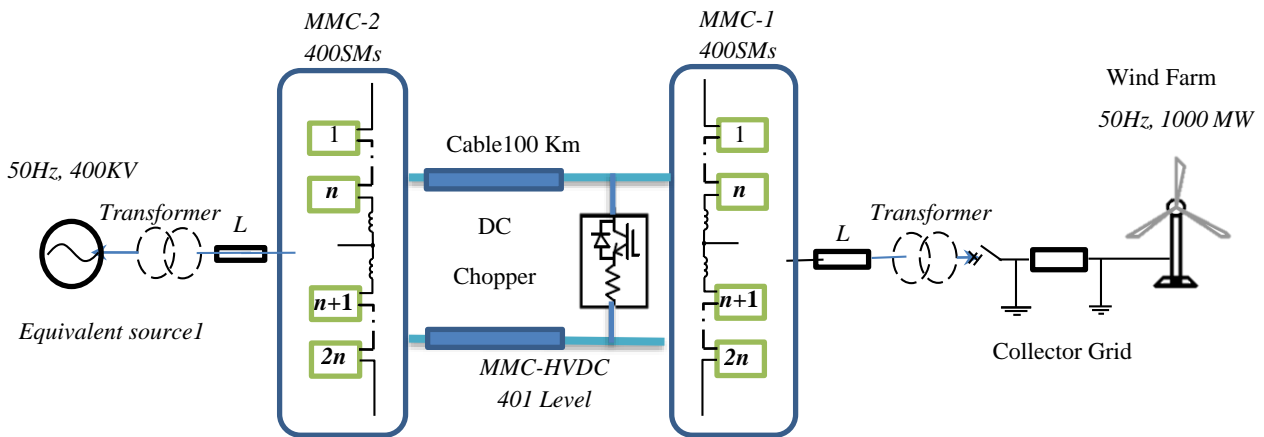 MMC-2
400SMs
MMC-1
400SMs
Wind Farm
50Hz, 1000 MW
50Hz, 400KV
Transformer
L
1
n
n+1
2n
Cable100 Km
DC
Chopper
MMC-HVDC
401 Level
1
n
n+1
2n
L
Transformer
Collector Grid
Equivalent source1